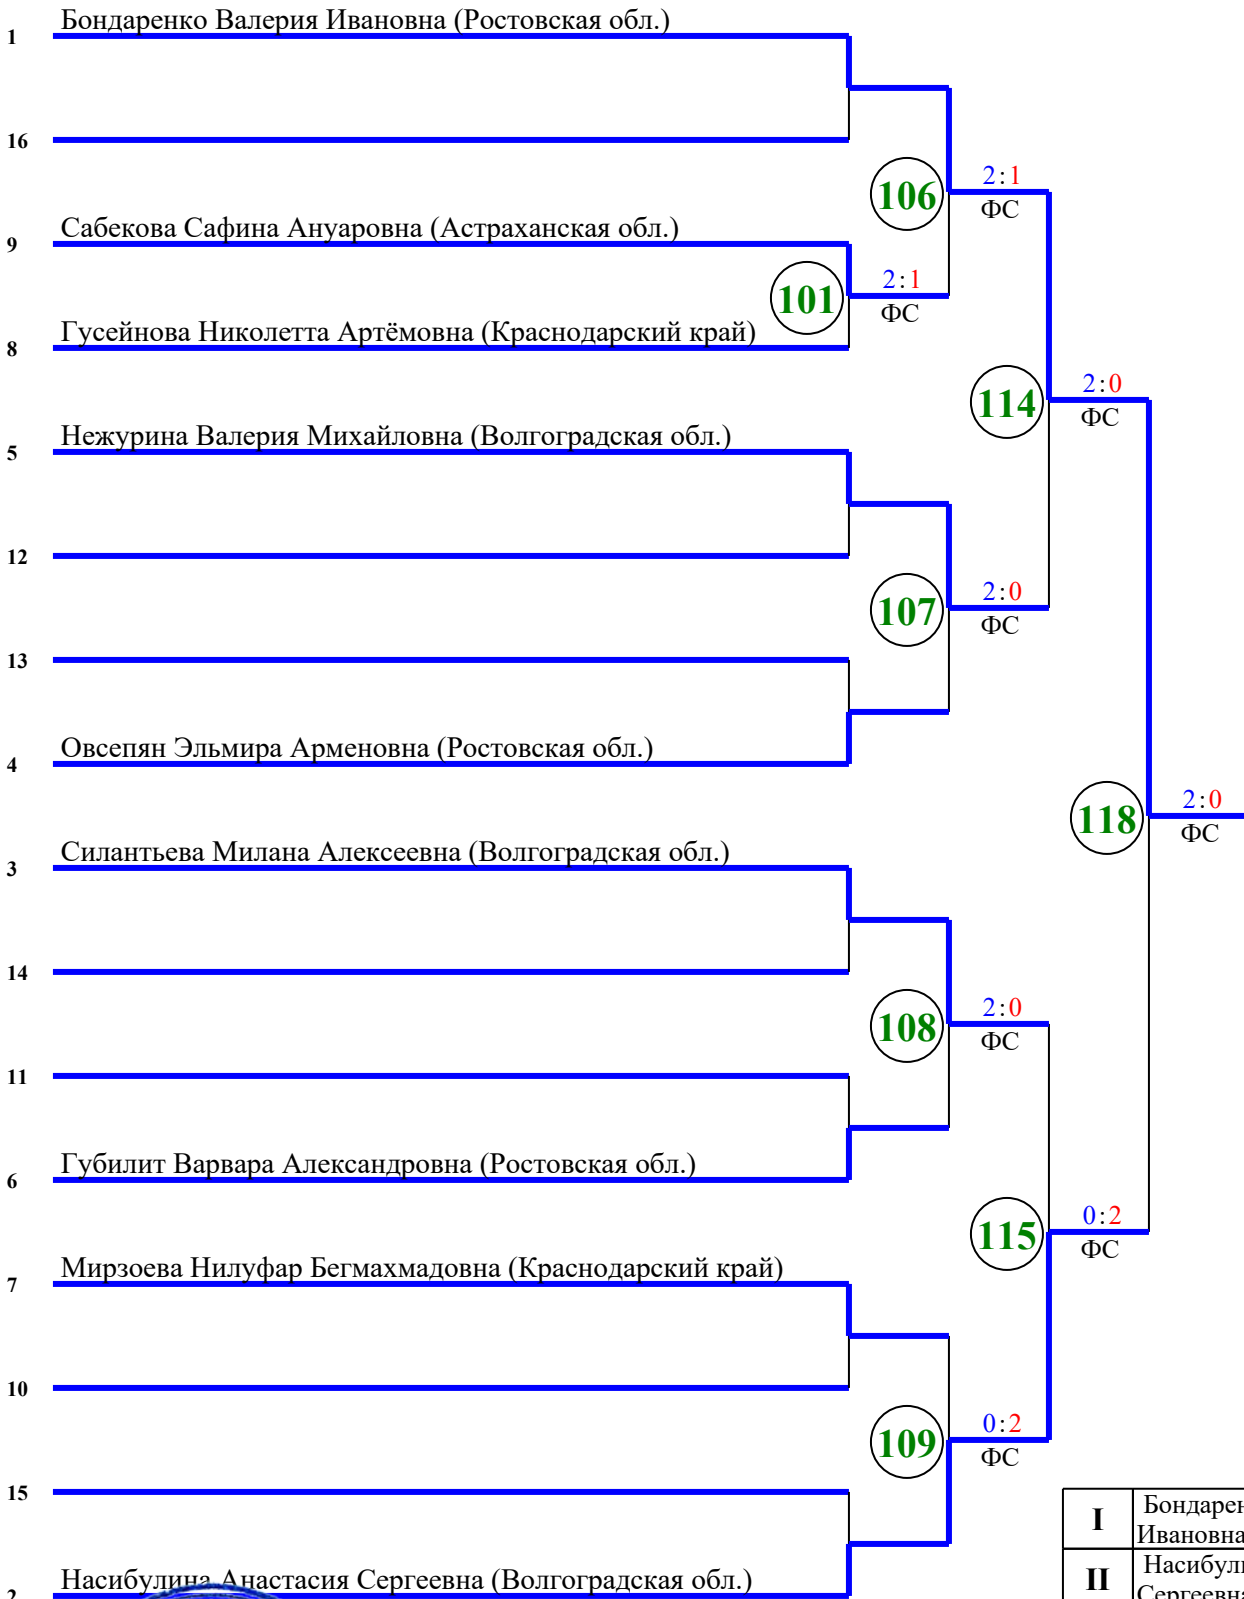 Бондаренко Валерия Ивановна (Ростовская обл.)
1
16
106
2:1
ФС
Сабекова Сафина Ануаровна (Астраханская обл.)
9
101
2:1
ФС
Гусейнова Николетта Артёмовна (Краснодарский край)
8
114
2:0
ФС
Нежурина Валерия Михайловна (Волгоградская обл.)
5
12
107
2:0
ФС
13
Овсепян Эльмира Арменовна (Ростовская обл.)
4
118
2:0
ФС
Силантьева Милана Алексеевна (Волгоградская обл.)
3
14
108
2:0
ФС
11
Губилит Варвара Александровна (Ростовская обл.)
6
115
0:2
ФС
Мирзоева Нилуфар Бегмахмадовна (Краснодарский край)
7
10
109
0:2
ФС
15
I
Ивановна
Насибулина Анастасия Сергеевна (Волгоградская обл.)
2
II
Сергеевна